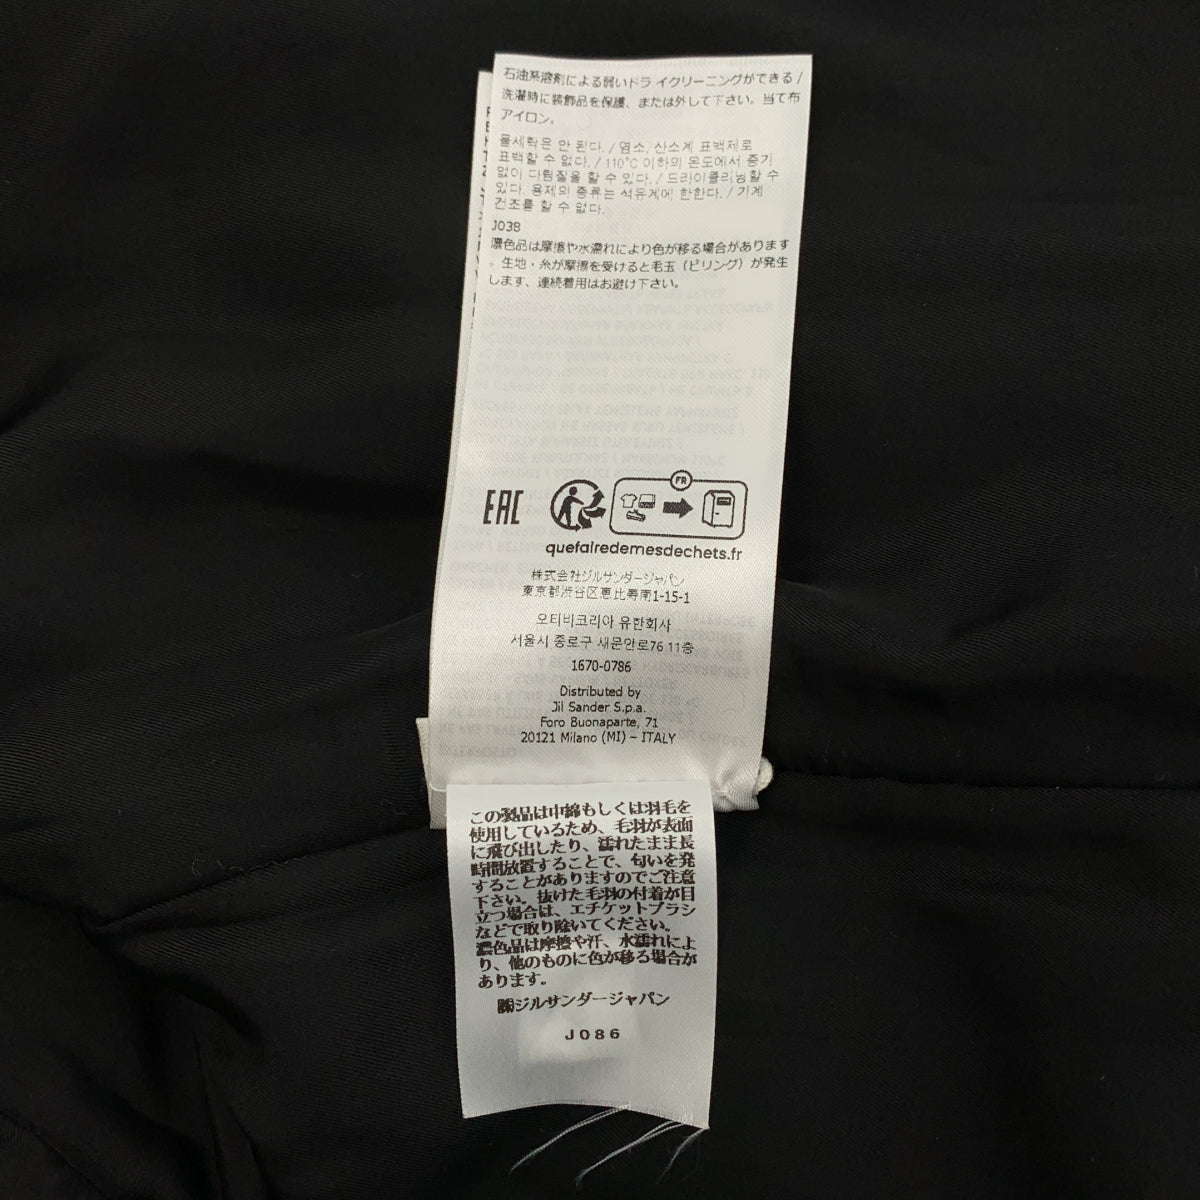 石油系溶剤による弱いドラ イクリーニングができる /
洗濯時に装飾品を保護、または外して下さい。当て布
アイロン。
물세탁은 안 된다. / 염소, 산소계 표백제로
표백할 수 없다. / 110°C 이하의 온도에서 증기
없이 다림질을 할 수 있다. / 드라이클리닝할 수
있다. 용제의 종류는 석유계에 한한다. / 기계
건조를 할 수 없다.
J038
濃色品は摩擦や水濡れにより色が移る場合があります
。生地・糸が摩擦を受けると毛玉（ピリング）が発生
します、連続着用はお避け下さい。
EAC
FR
quefairedemesdechets.fr
株式会社ジルサンダージャパン
東京都渋谷区恵比寿南1-15-1
오티비코리아 유한회사
서울시 종로구 새문안로76 11층
1670-0786
Distributed by
Jil Sander S.p.a.
Foro Buonaparte, 71
20121 Milano (MI) – ITALY
この製品は中綿もしくは羽毛を
使用しているため、毛羽が表面
に飛び出したり、濡れたまま長
時間放置することで、匂いを発
することがありますのでご注意
下さい。抜けた毛羽の付着が目
立つ場合は、エチケットブラシ
などで取り除いてください。
濃色品は摩擦や汗、水濡れによ
り、他のものに色が移る場合が
あります。
㈱ジルサンダージャパン
J086